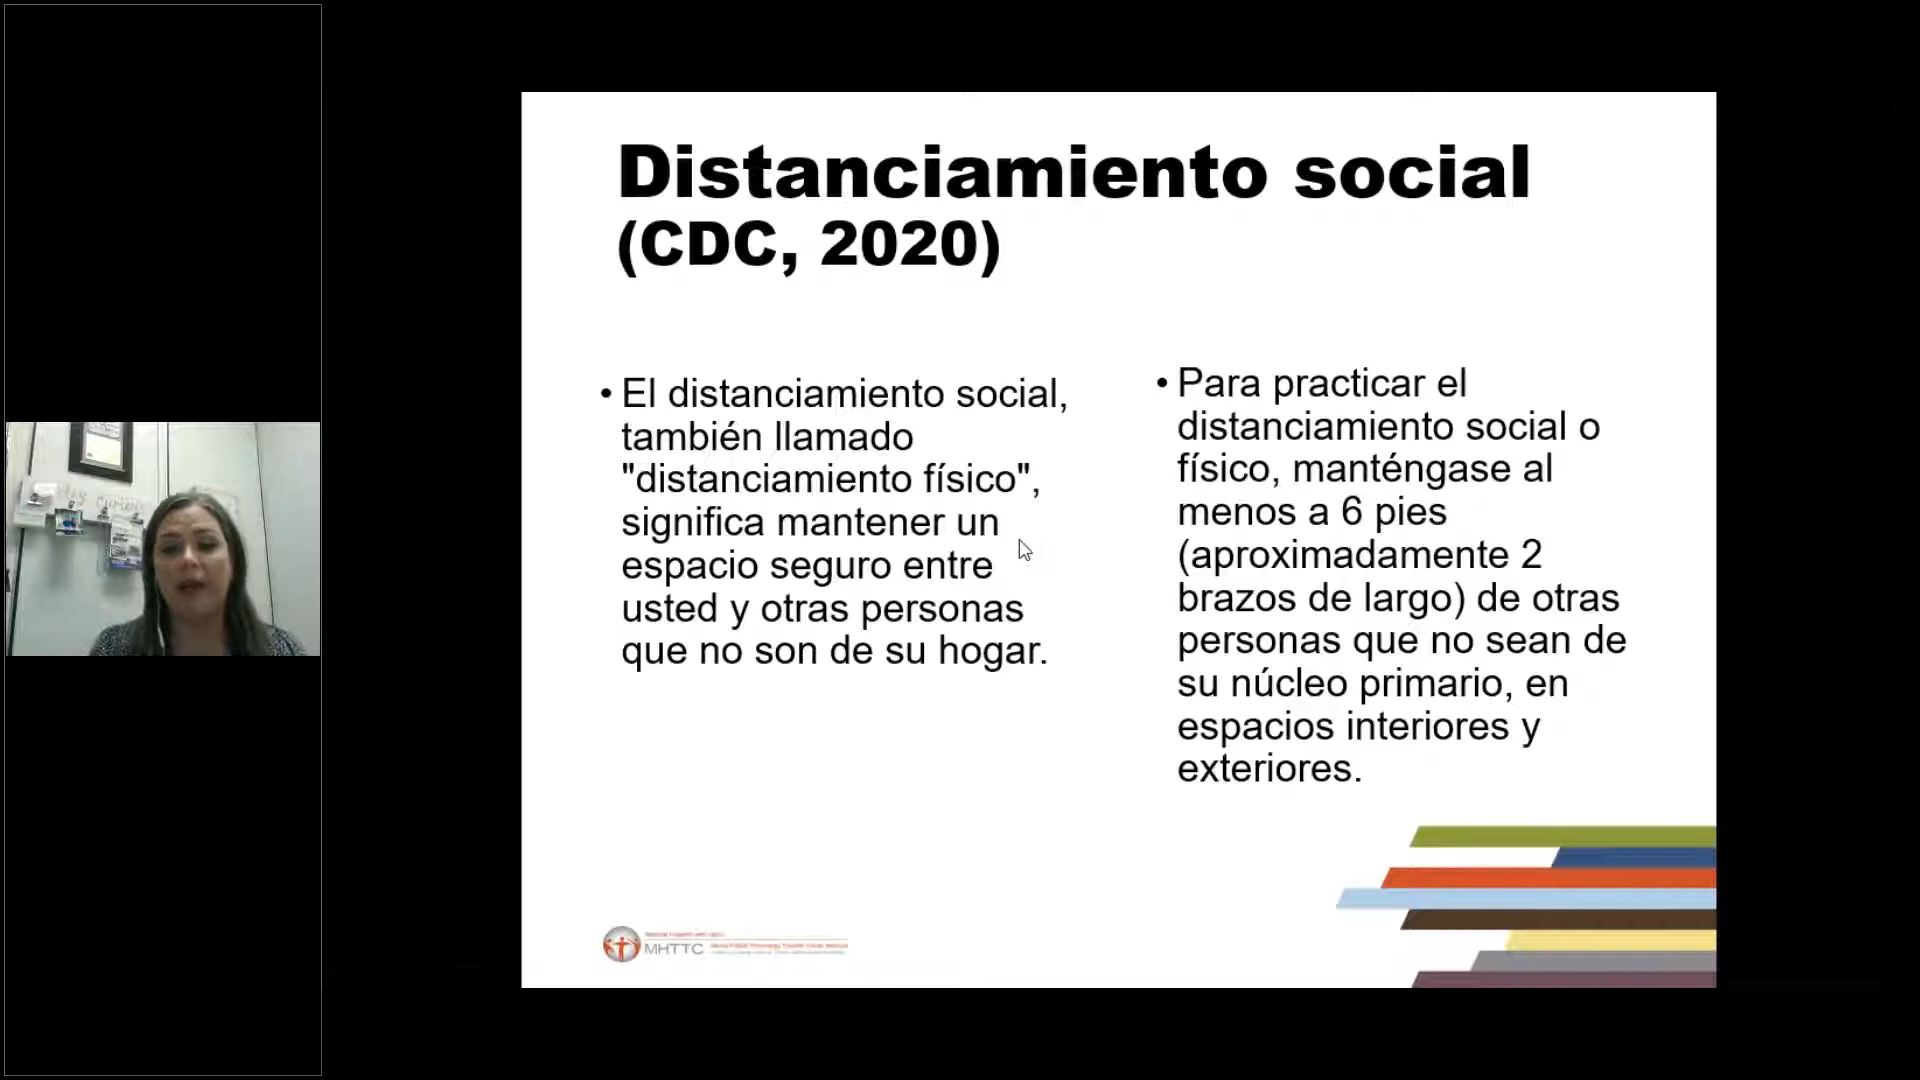 Distanciamiento social
(CDC, 2020)
• El distanciamiento social,
también llamado
"distanciamiento físico",
significa mantener un
espacio seguro entre
usted y otras personas
que no son de su hogar.
• Para practicar el
distanciamiento social o
físico, manténgase al
menos a 6 pies
(aproximadamente 2
brazos de largo) de otras
personas que no sean de
su núcleo primario, en
espacios interiores y
exteriores.
MHTTC